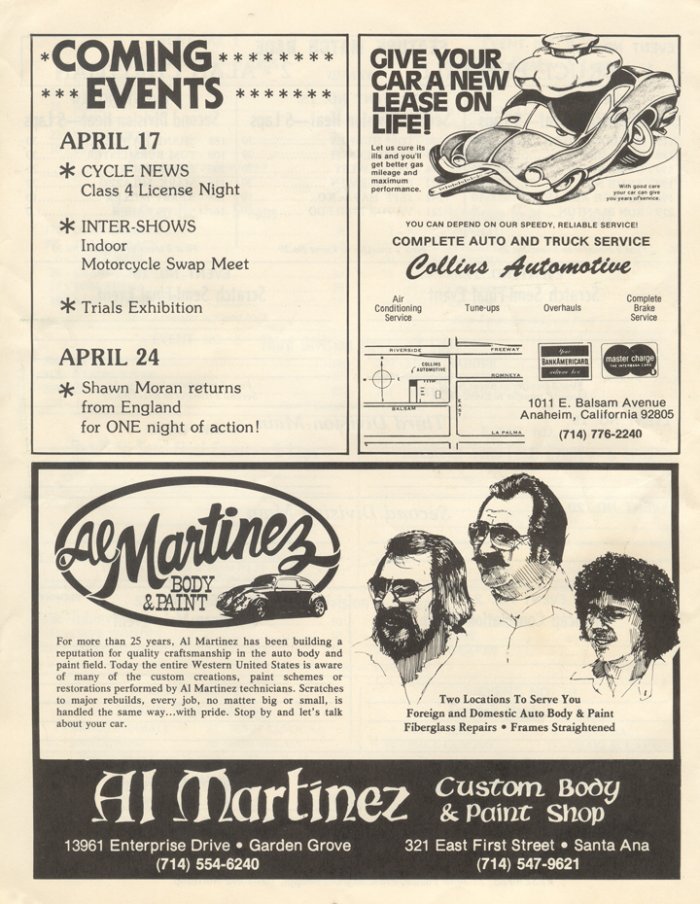 *COMING ********
*** EVENTS *******
APRIL 17
* CYCLE NEWS
Class 4 License Night
* INTER-SHOWS
Indoor
Motorcycle Swap Meet
* Trials Exhibition
APRIL 24
* Shawn Moran returns
from England
for ONE night of action!
GIVE YOUR
CAR A NEW
LEASE ON
LIFE!
Let us cure its
ills and you'll
get better gas
mileage and
maximum
performance.
With good care
your car can give
you years of service.
YOU CAN DEPEND ON OUR SPEEDY, RELIABLE SERVICE!
COMPLETE AUTO AND TRUCK SERVICE
Collins Automotive
Air
Conditioning
Service
Tune-ups
Overhauls
Complete
Brake
Service
RIVERSIDE
FREEWAY
COLLINS
AUTOMOTIVE
ROMNEYA
BALSAM
EAST
LA PALMA
Your
BANKAMERICARD
welcome here
master charge
THE INTERBANK CARD
1011 E. Balsam Avenue
Anaheim, California 92805
(714) 776-2240
Al Martinez
BODY
& PAINT
For more than 25 years, Al Martinez has been building a
reputation for quality craftsmanship in the auto body and
paint field. Today the entire Western United States is aware
of many of the custom creations, paint schemes or
restorations performed by Al Martinez technicians. Scratches
to major rebuilds, every job, no matter big or small, is
handled the same way...with pride. Stop by and let's talk
about your car.
Two Locations To Serve You
Foreign and Domestic Auto Body & Paint
Fiberglass Repairs • Frames Straightened
Al Martinez
Custom Body
& Paint Shop
13961 Enterprise Drive • Garden Grove
(714) 554-6240
321 East First Street • Santa Ana
(714) 547-9621